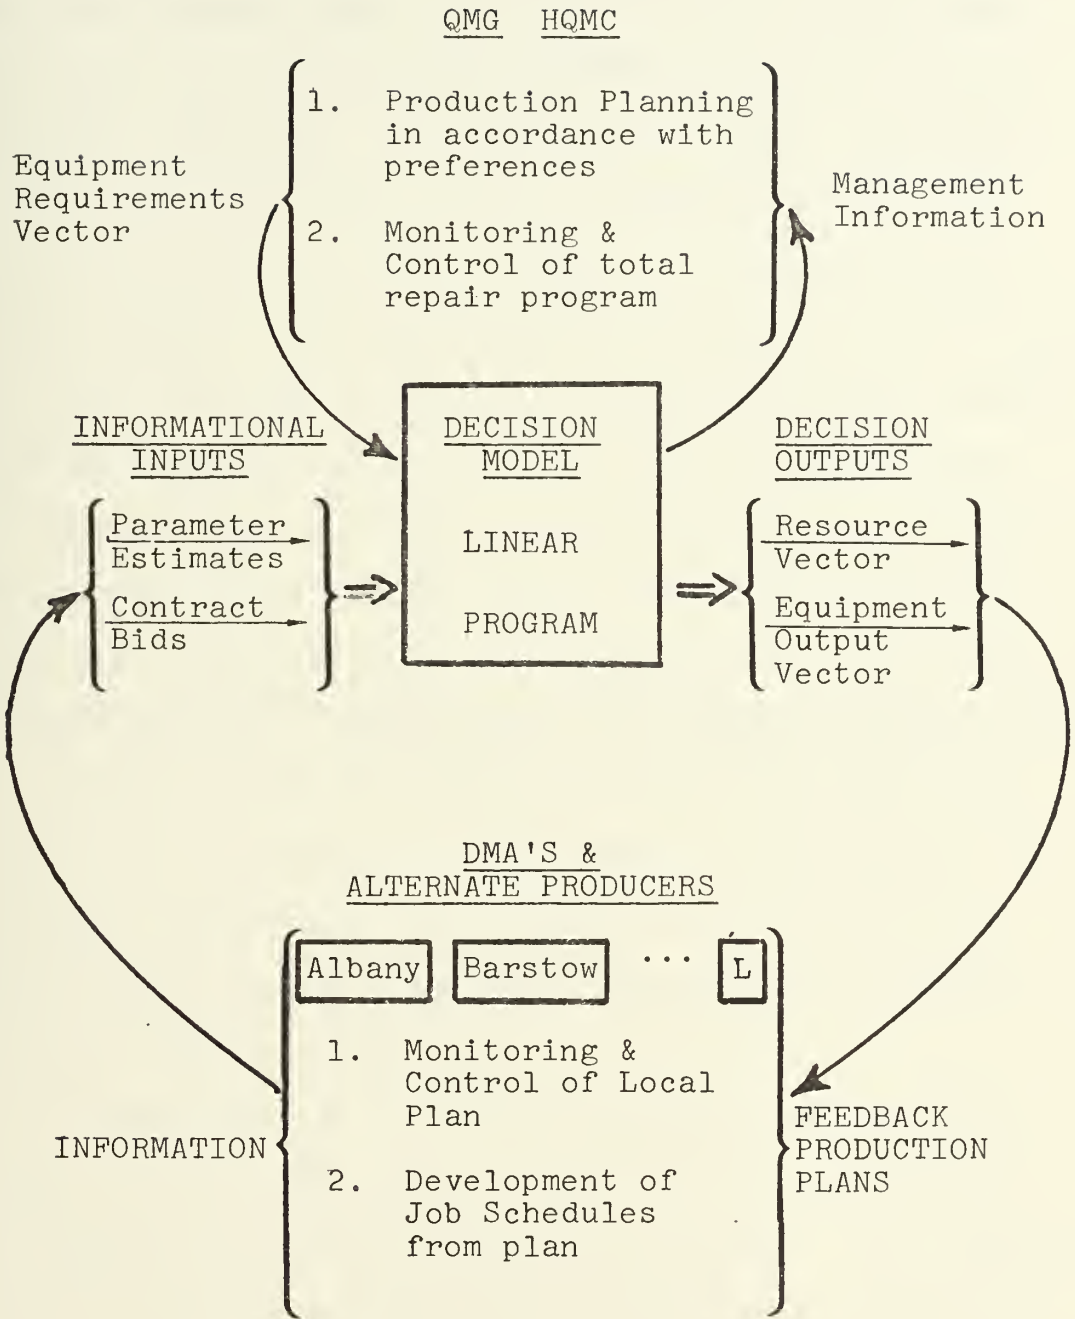 QMG HQMC
1. Production Planning
in accordance with
preferences
2. Monitoring &
Control of total
repair program
Equipment
Requirements
Vector
Management
Information
INFORMATIONAL
INPUTS
Parameter
Estimates
Contract
Bids
DECISION
MODEL
LINEAR
PROGRAM
DECISION
OUTPUTS
Resource
Vector
Equipment
Output
Vector
DMA'S &
ALTERNATE PRODUCERS
Albany Barstow ... L
1. Monitoring &
Control of Local
Plan
2. Development of
Job Schedules
from plan
INFORMATION
FEEDBACK
PRODUCTION
PLANS